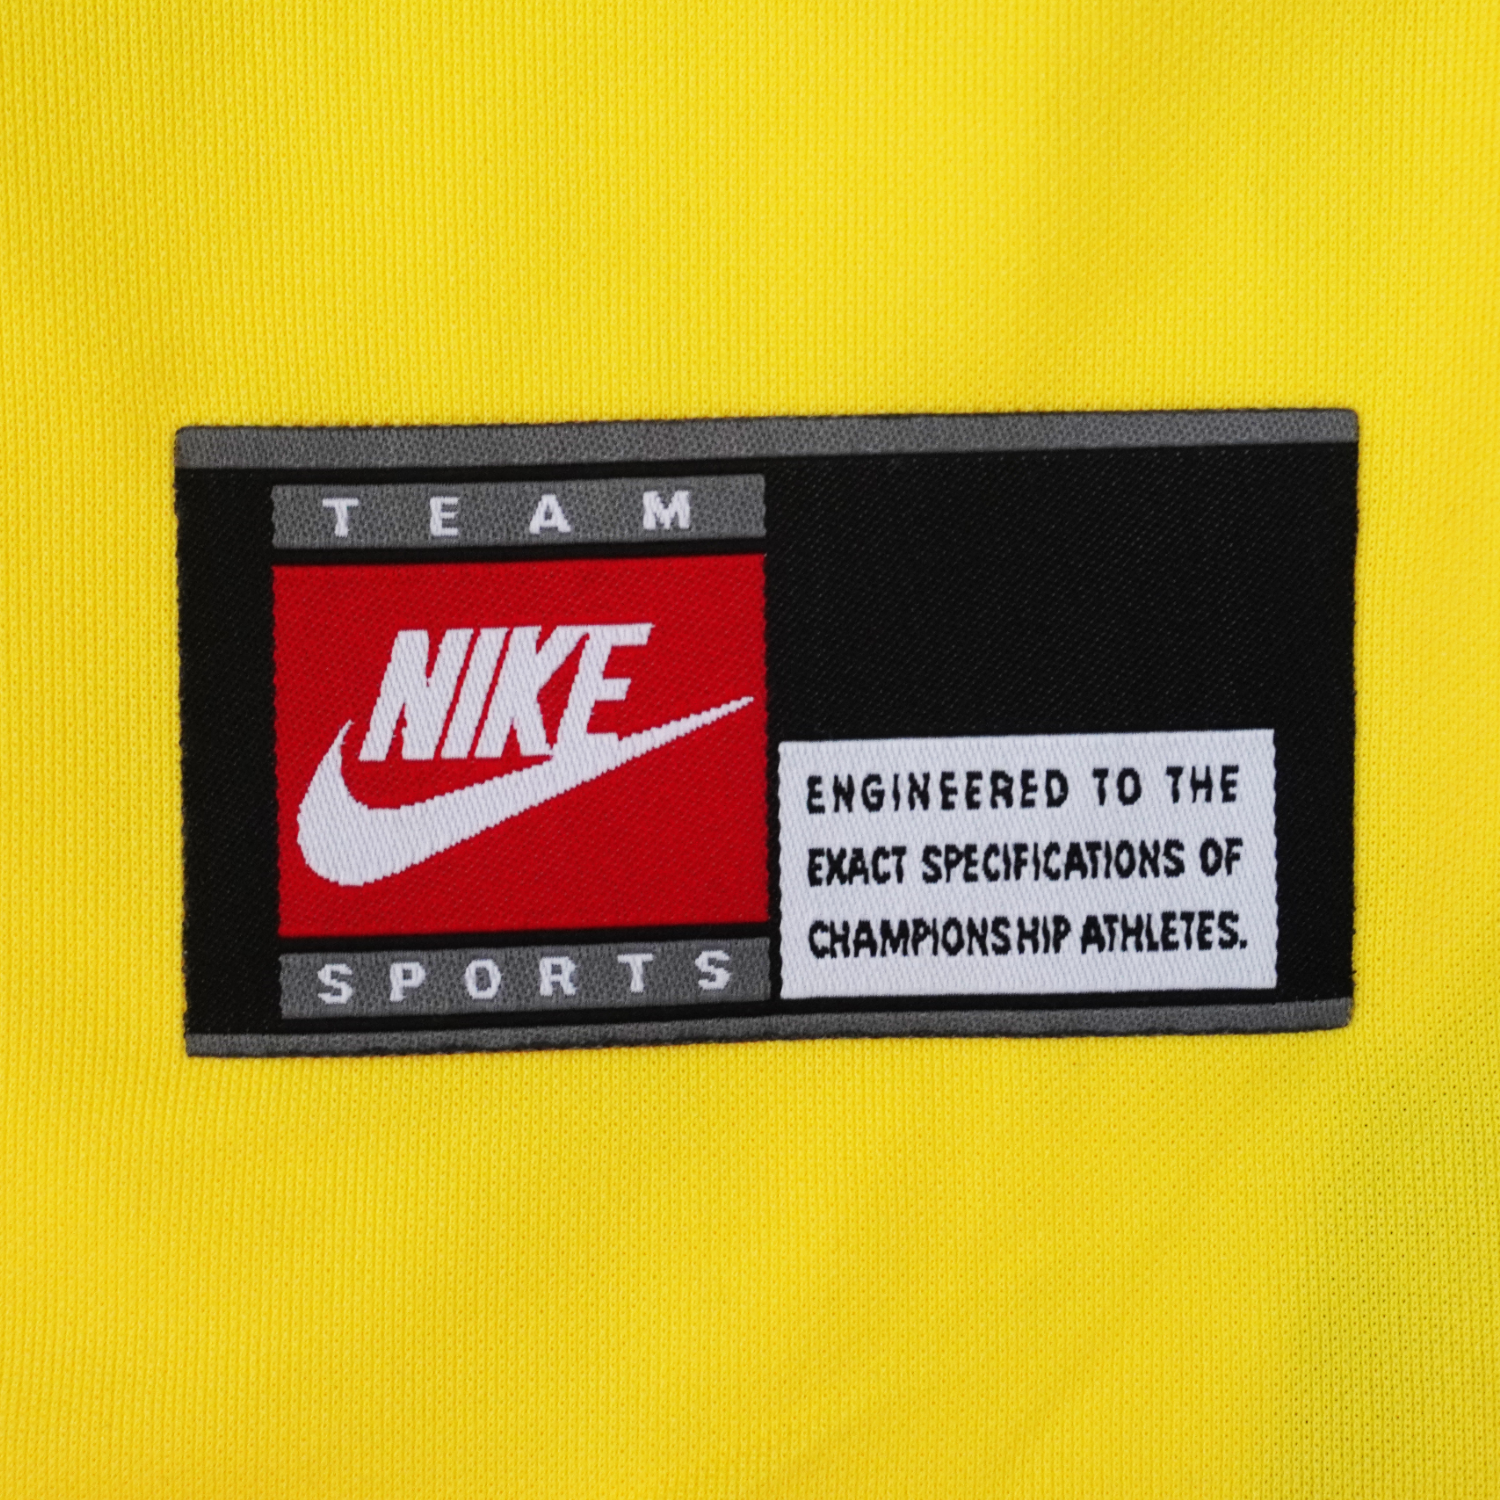 TEAM
NIKE
SPORTS
ENGINEERED TO THE
EXACT SPECIFICATIONS OF
CHAMPIONSHIP ATHLETES.